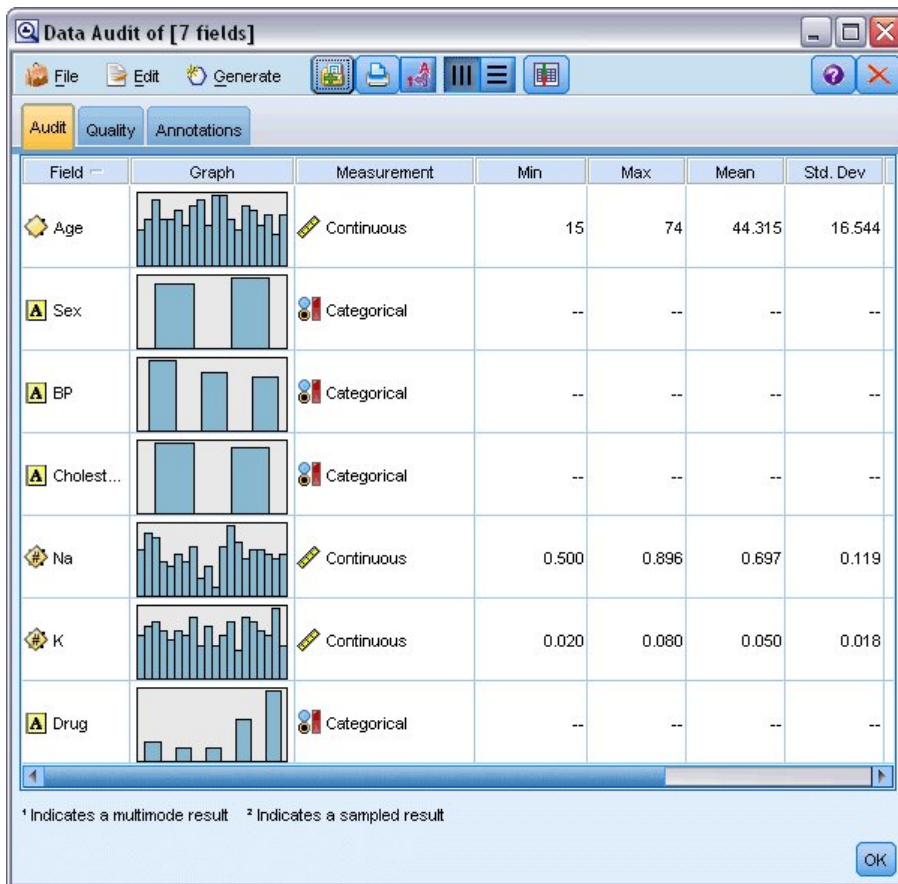 Data Audit of [7 fields]
File Edit Generate
Audit Quality Annotations
Field Graph Measurement Min Max Mean Std. Dev
Age Continuous 15 74 44.315 16.544
A Sex Categorical -- -- -- --
A BP Categorical -- -- -- --
A Cholest... Categorical -- -- -- --
# Na Continuous 0.500 0.896 0.697 0.119
# K Continuous 0.020 0.080 0.050 0.018
A Drug Categorical -- -- -- --
¹ Indicates a multimode result ² Indicates a sampled result
OK